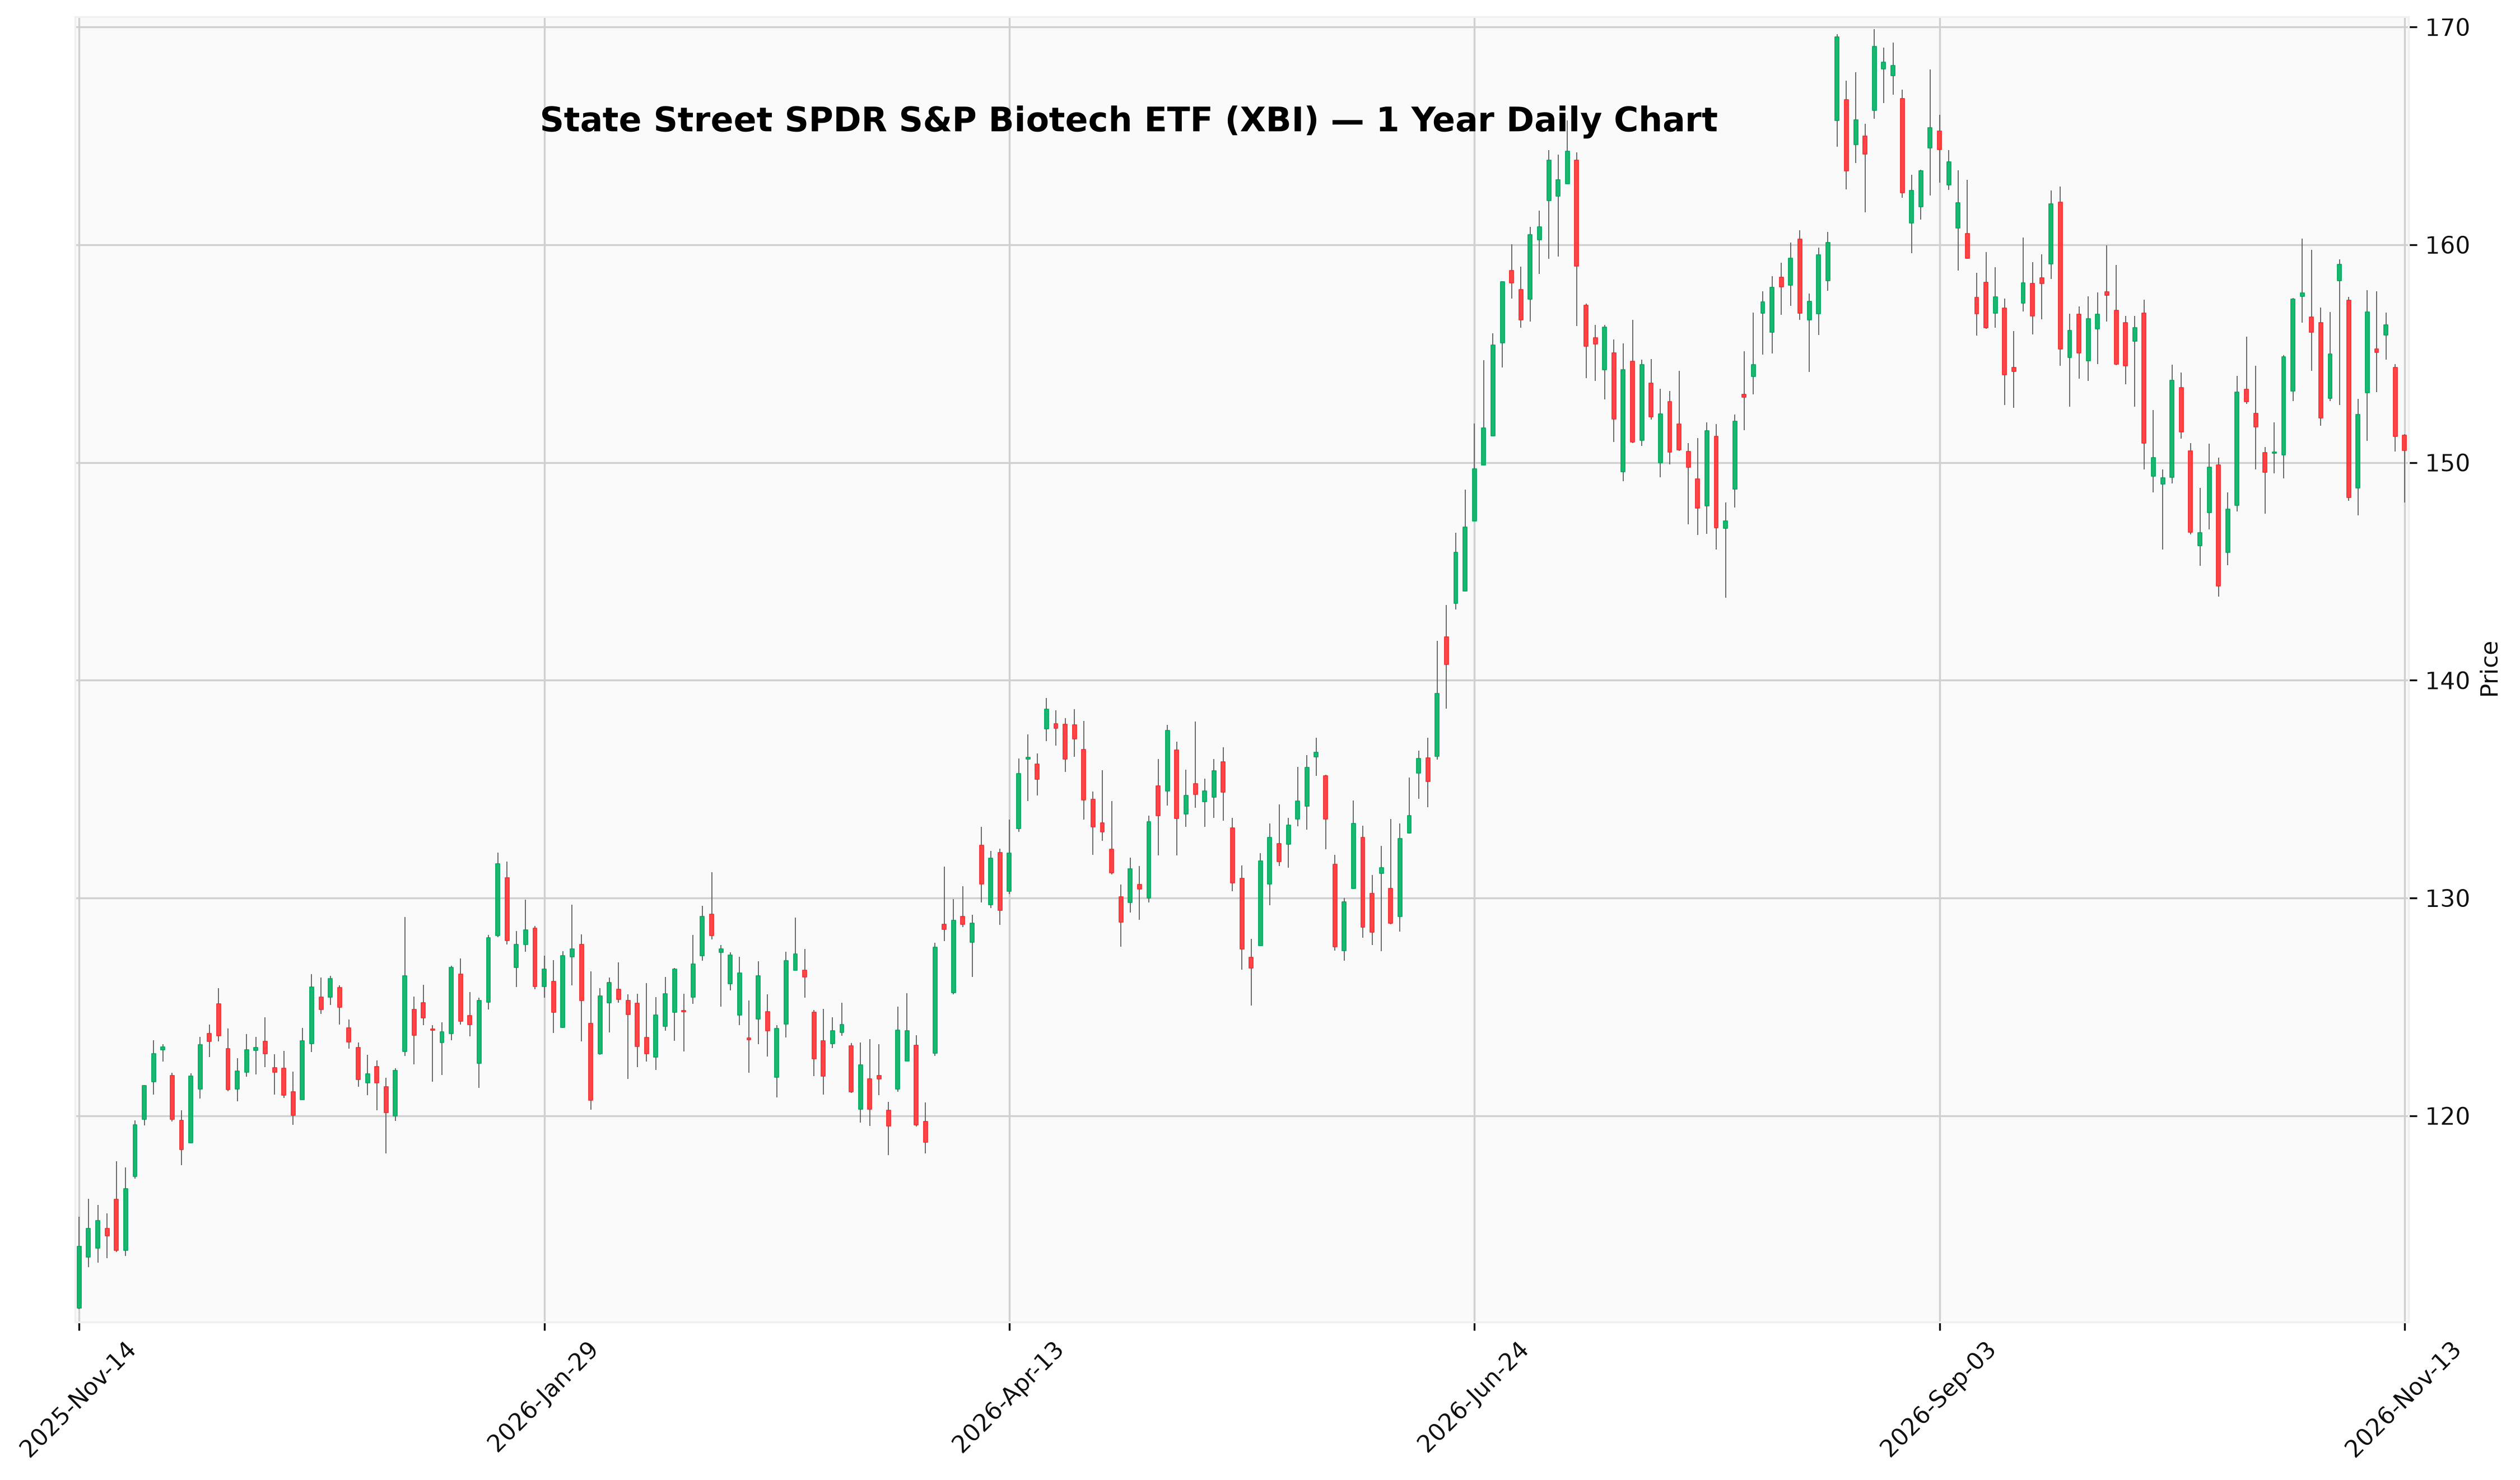 State Street SPDR S&P Biotech ETF (XBI) — 1 Year Daily Chart
170
160
150
140
130
120
Price
2025-Nov-14
2026-Jan-29
2026-Apr-13
2026-Jun-24
2026-Sep-03
2026-Nov-13